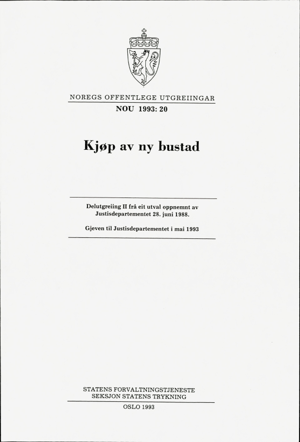 NOREGS OFFENTLEGE UTGREIINGAR
NOU 1993: 20
Kjøp av ny bustad
Delutgreiing II frå eit utval oppnemnt av
Justisdepartementet 28. juni 1988.
Gjeven til Justisdepartementet i mai 1993
STATENS FORVALTNINGSTJENESTE
SEKSJON STATENS TRYKNING
OSLO 1993